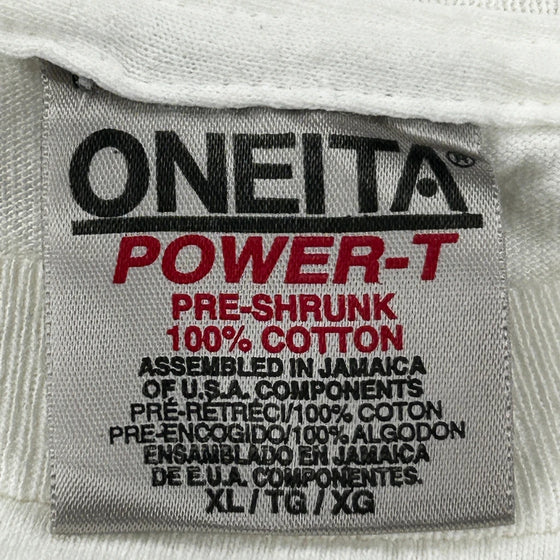 ONEITA®
POWER-T
PRE-SHRUNK
100% COTTON
ASSEMBLED IN JAMAICA
OF U.S.A. COMPONENTS
PRÉ-RÉTRECI/100% COTON
PRE-ENCOGIDO/100% ALGODON
ENSAMBLADO EN JAMAICA
DE E.U.A. COMPONENTES.
XL / TG / XG